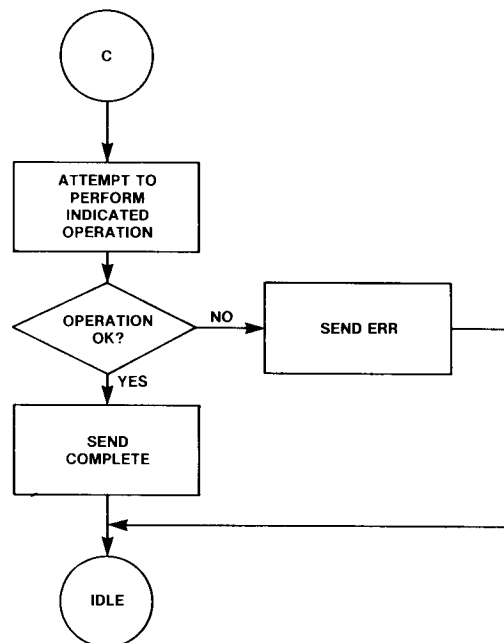 C
ATTEMPT TO
PERFORM
INDICATED
OPERATION
OPERATION
OK?
NO
SEND ERR
YES
SEND
COMPLETE
IDLE